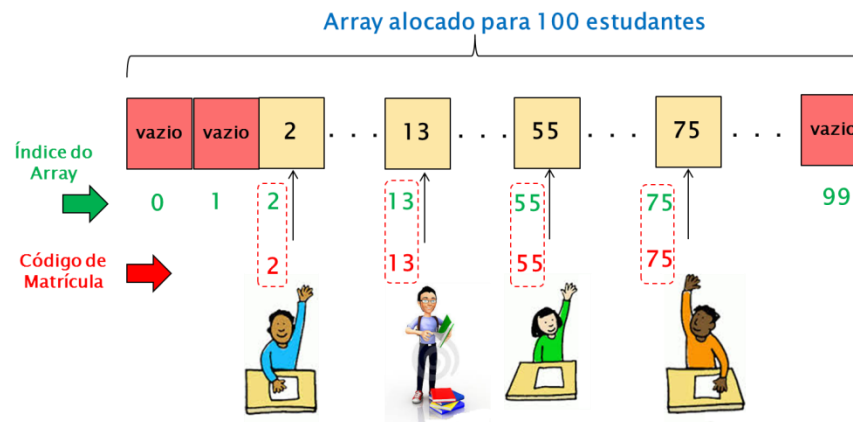 Array alocado para 100 estudantes
vazio vazio 2 . . . 13 . . . 55 . . . 75 . . . vazio
Índice do
Array
0 1 2 13 55 75 99
Código de
Matrícula
2 13 55 75